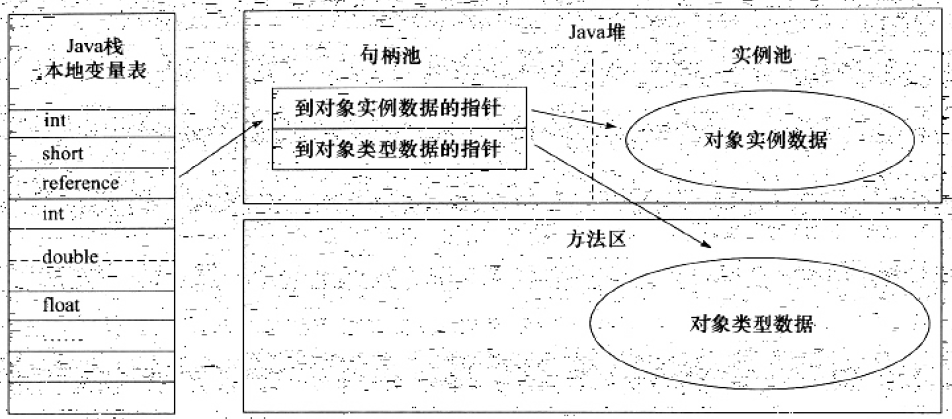 Java栈
本地变量表
int
short
reference
int
double
float
……
Java堆
句柄池
实例池
到对象实例数据的指针
到对象类型数据的指针
对象实例数据
方法区
对象类型数据